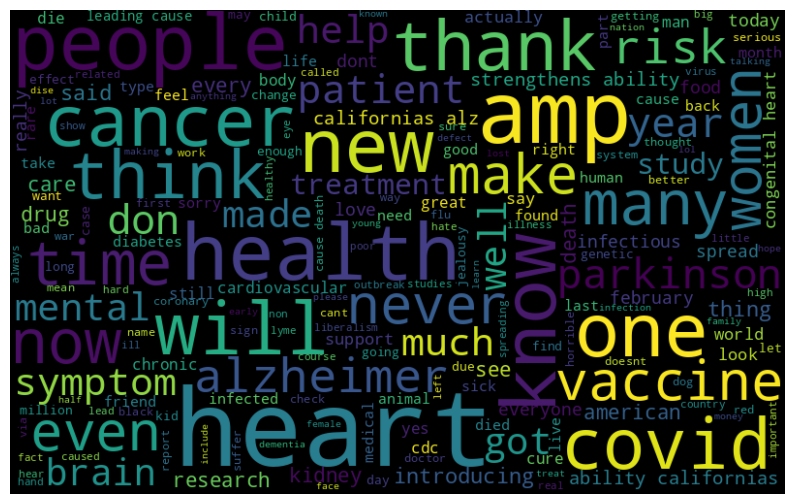 die leading cause may child actually known getting big nation man part today serious
people help thank risk month
related dont life talking
effect called every body patient strengthens ability food virus
said type feel change californias alz cause back
really rare dise lot anything
cancer new amp year women congenital heart
show eye sure defect right thought lol
think making work enough good system study
take healthy treatment make human better
care want first sorry great say found many
drug don made love need way flu lost death
bad war case cause death young hate illness infectious
always time health diabetes poor jealousy well know genetic little hope
mean long hard still cardiovascular learn spread parkinson
mental coronary please outbreak studies never last infection february thing high
now name early cant spreading one family
ill sign non lyme liberalism support going much due see horrible find doesnt world look let
will course
symptom chronic alzheimer left sick vaccine dog
million half friend infected check animal everyone american country red money
via lead black kid yes died live
even include female heart got covid important
fact caused report suffer dementia medical cdc cure
hear hand brain research face kidney day doctor introducing treat real ability californias